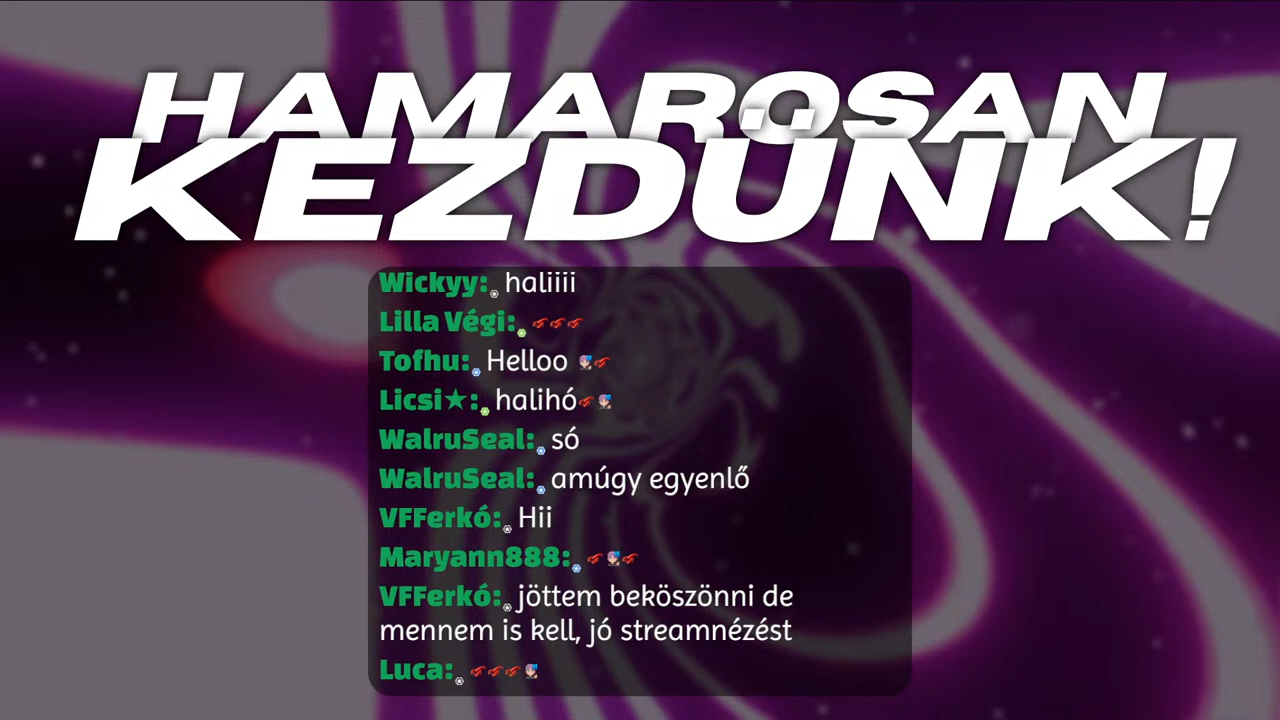 HAMAROSAN
KEZDÜNK!
Wickyy: haliiii
Lilla Végi:
Tofhu: Helloo
Licsi★: halihó
WalruSeal: só
WalruSeal: amúgy egyenlő
VFFerkó: Hii
Maryann888:
VFFerkó: jöttem beköszönni de
mennem is kell, jó streamnézést
Luca: